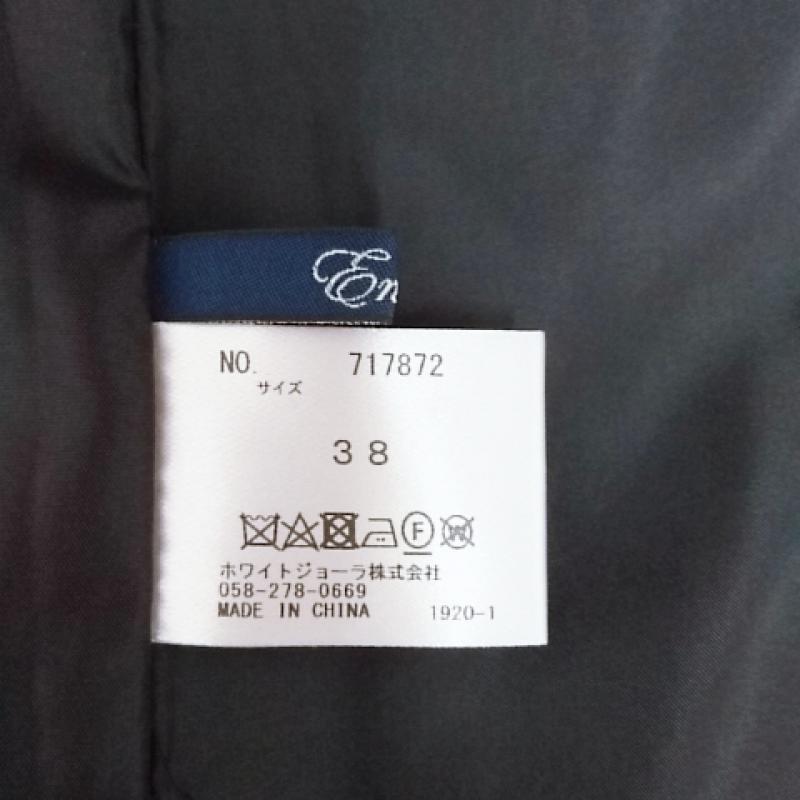 En
NO. 717872
サイズ
38
F W
ホワイトジョーラ株式会社
058-278-0669
MADE IN CHINA 1920-1